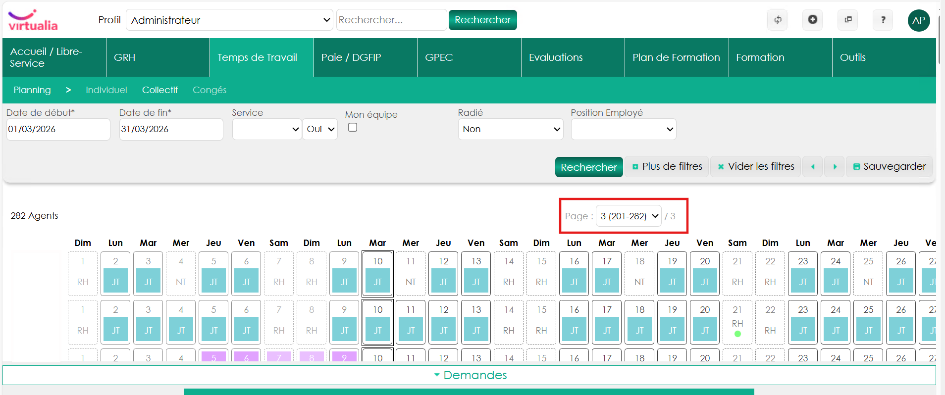 virtualia
Profil Administrateur Rechercher... Rechercher ? AP
Accueil / Libre-Service GRH Temps de Travail Paie / DGFIP GPEC Evaluations Plan de Formation Formation Outils
Planning > Individuel Collectif Congés
Date de début* Date de fin* Service Mon équipe Radié Position Employé
01/03/2026 31/03/2026 Oui Non
Rechercher Plus de filtres Vider les filtres Sauvegarder
282 Agents Page : 3 (201-282) / 3
Dim Lun Mar Mer Jeu Ven Sam Dim Lun Mar Mer Jeu Ven Sam Dim Lun Mar Mer Jeu Ven Sam Dim Lun Mar Mer Jeu Ve
1 2 3 4 5 6 7 8 9 10 11 12 13 14 15 16 17 18 19 20 21 22 23 24 25 26 27
RH JT JT NT JT JT RH RH JT JT NT JT JT RH RH JT JT NT JT JT RH RH JT JT NT JT JT
1 2 3 4 5 6 7 8 9 10 11 12 13 14 15 16 17 18 19 20 21 22 23 24 25 26 27
RH JT JT JT JT JT RH RH JT JT JT JT JT RH RH JT JT JT JT JT RH RH JT JT JT JT JT
1 2 3 4 5 6 7 8 9 10 11 12 13 14 15 16 17 18 19 20 21 22 23 24 25 26 27
Demandes